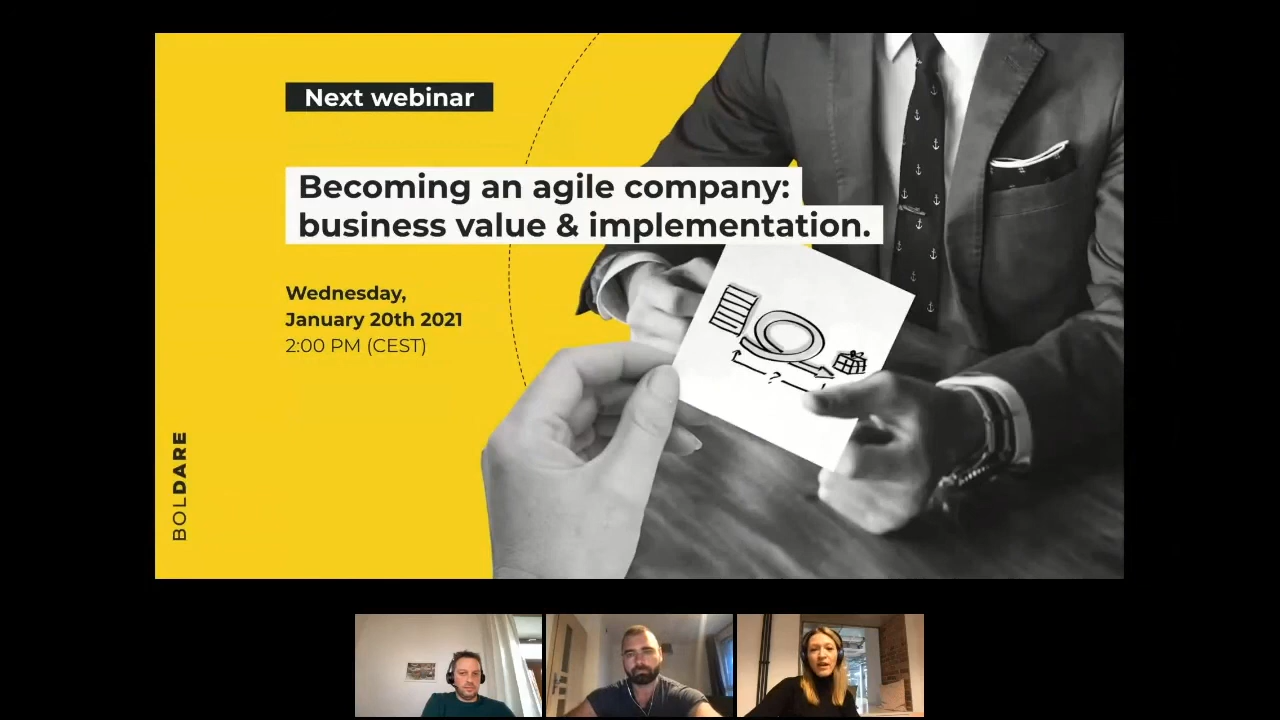 Next webinar
Becoming an agile company:
business value & implementation.
Wednesday,
January 20th 2021
2:00 PM (CEST)
?
BOLDARE